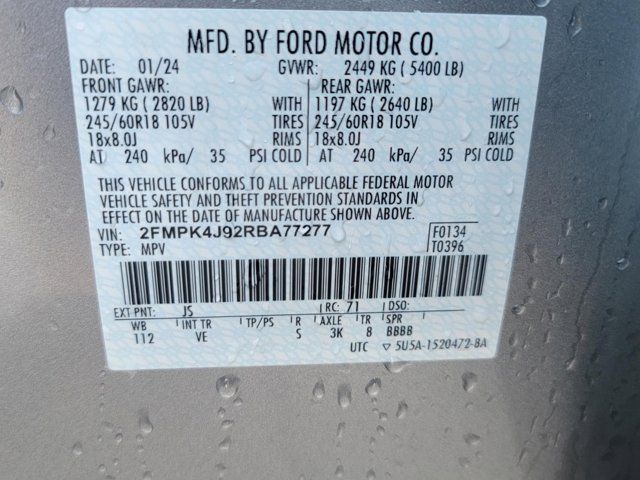 MFD. BY FORD MOTOR CO.
DATE: 01/24 GVWR: 2449 KG ( 5400 LB)
FRONT GAWR: REAR GAWR:
1279 KG ( 2820 LB) WITH 1197 KG ( 2640 LB) WITH
245/60R18 105V TIRES 245/60R18 105V TIRES
18x8.0J RIMS 18x8.0J RIMS
AT 240 kPa/ 35 PSI COLD AT 240 kPa/ 35 PSI COLD
THIS VEHICLE CONFORMS TO ALL APPLICABLE FEDERAL MOTOR
VEHICLE SAFETY AND THEFT PREVENTION STANDARDS IN
EFFECT ON THE DATE OF MANUFACTURE SHOWN ABOVE.
VIN: 2FMPK4J92RBA77277 F0134
TYPE: MPV T0396
EXT PNT: JS RC: 71 DSO:
WB INT TR TP/PS R AXLE TR SPR
112 VE S 3K 8 BBBB
UTC ▽ 5U5A-1520472-BA